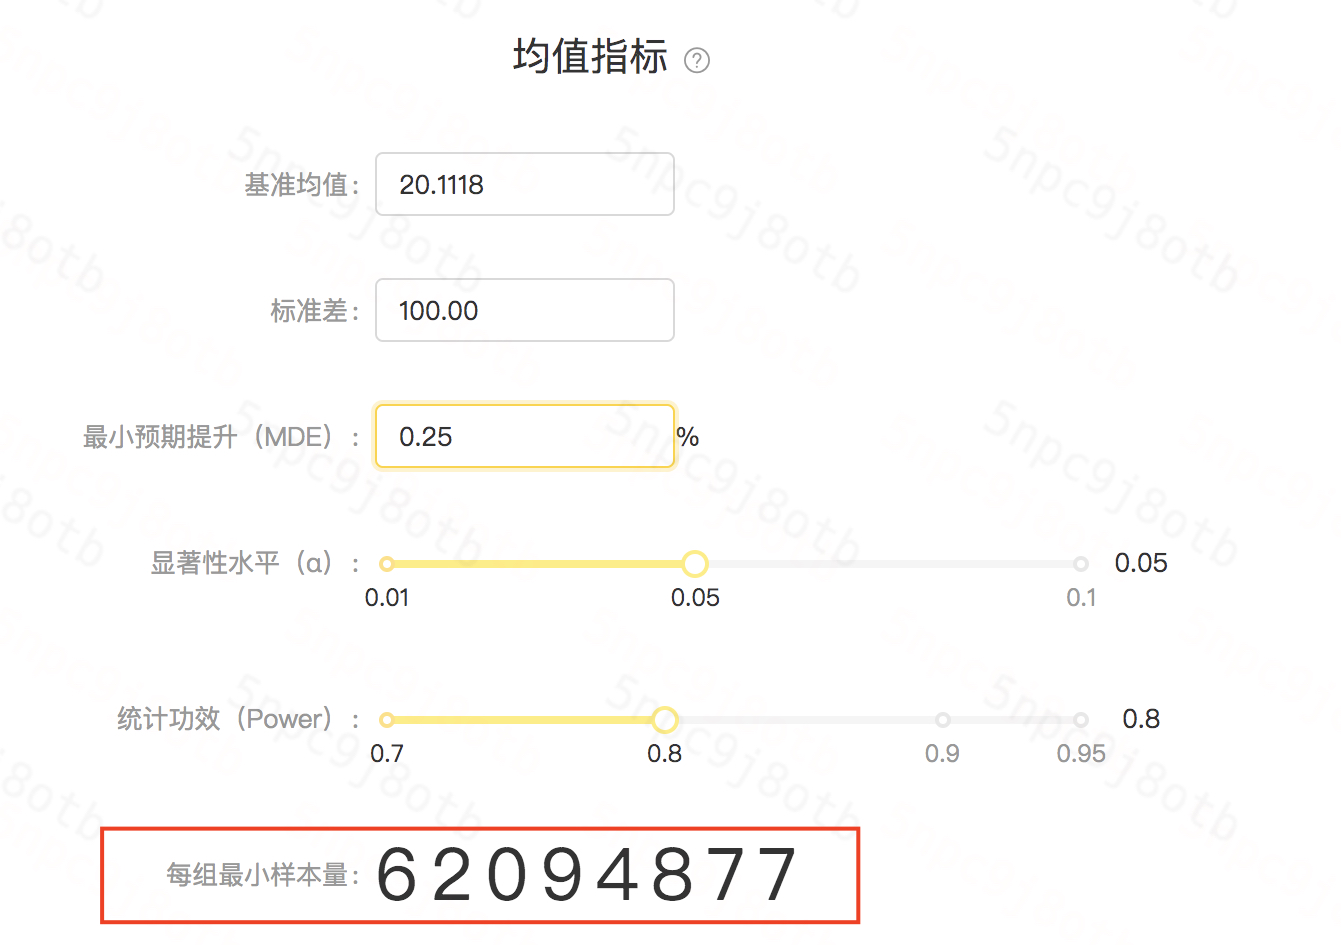 均值指标 ?
基准均值: 20.1118
标准差: 100.00
最小预期提升（MDE）: 0.25 %
显著性水平（α）: 0.05
0.01 0.05 0.1
统计功效（Power）: 0.8
0.7 0.8 0.9 0.95
每组最小样本量: 62094877
5npc9j8otb